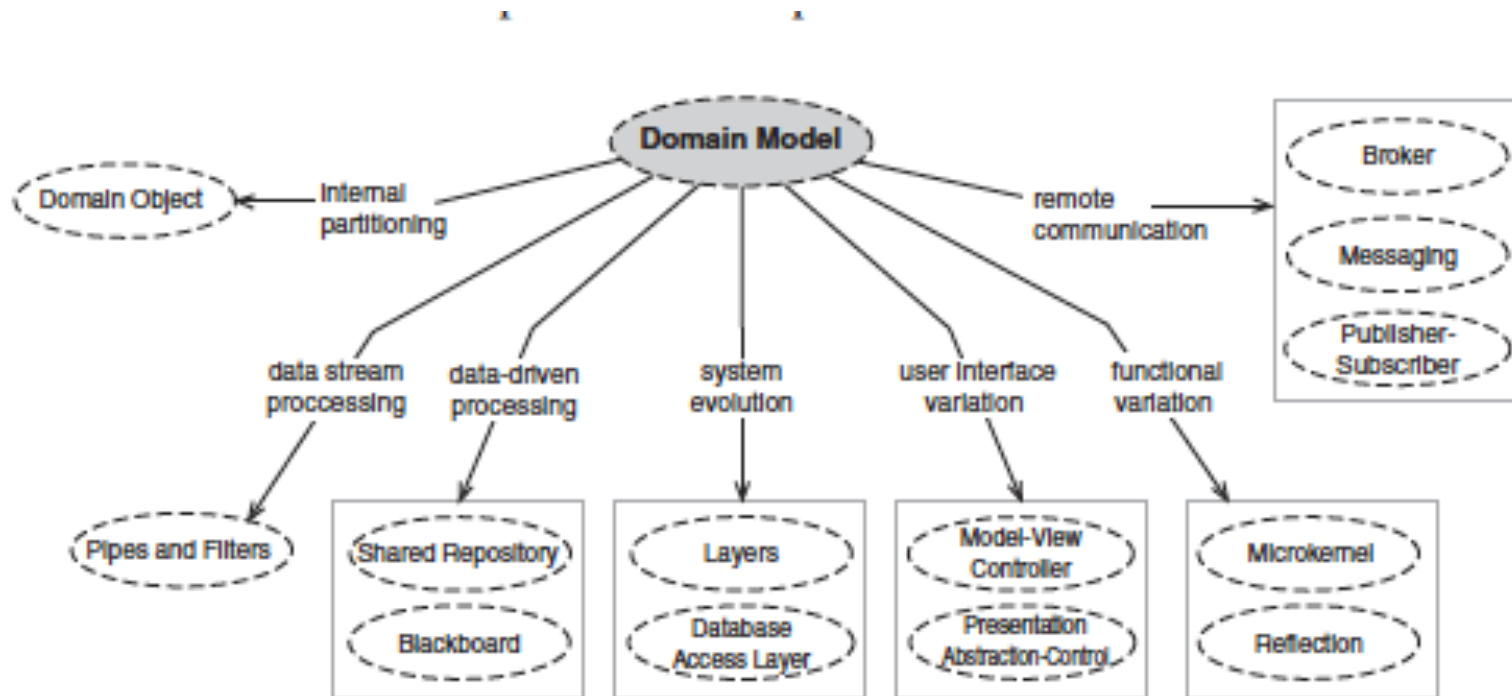 Domain Model
Broker
Domain Object
Internal
partitioning
remote
communication
Messaging
Publisher-
Subscriber
data stream
proccessing
data-driven
processing
system
evolution
user interface
variation
functional
variation
Pipes and Filters
Shared Repository
Blackboard
Layers
Database
Access Layer
Model-View
Controller
Presentation
Abstraction-Control
Microkernel
Reflection